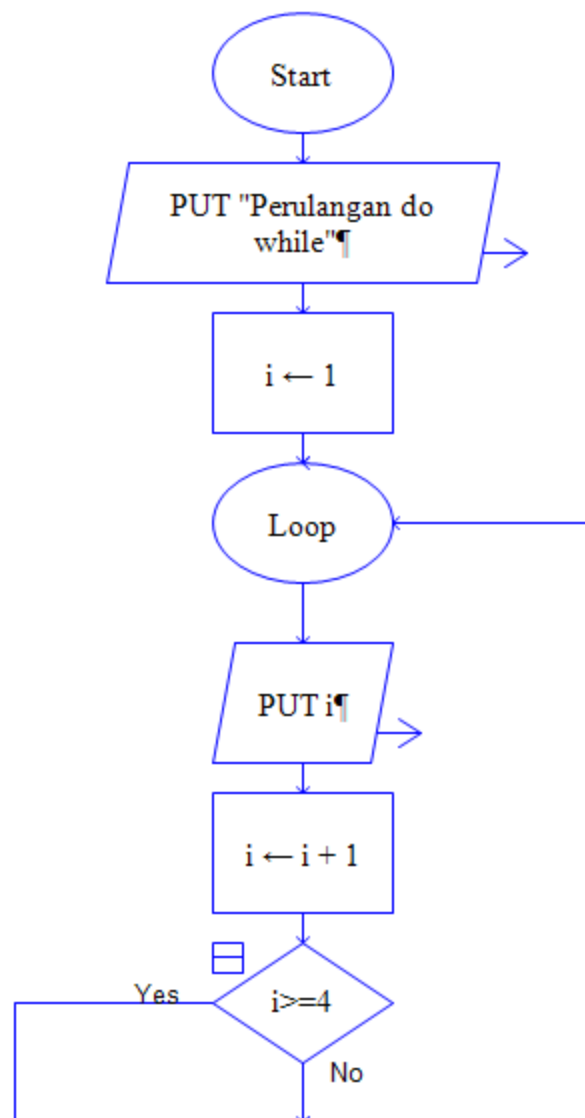 Start
PUT "Perulangan do
while"¶
i ← 1
Loop
PUT i¶
i ← i + 1
i>=4
Yes
No